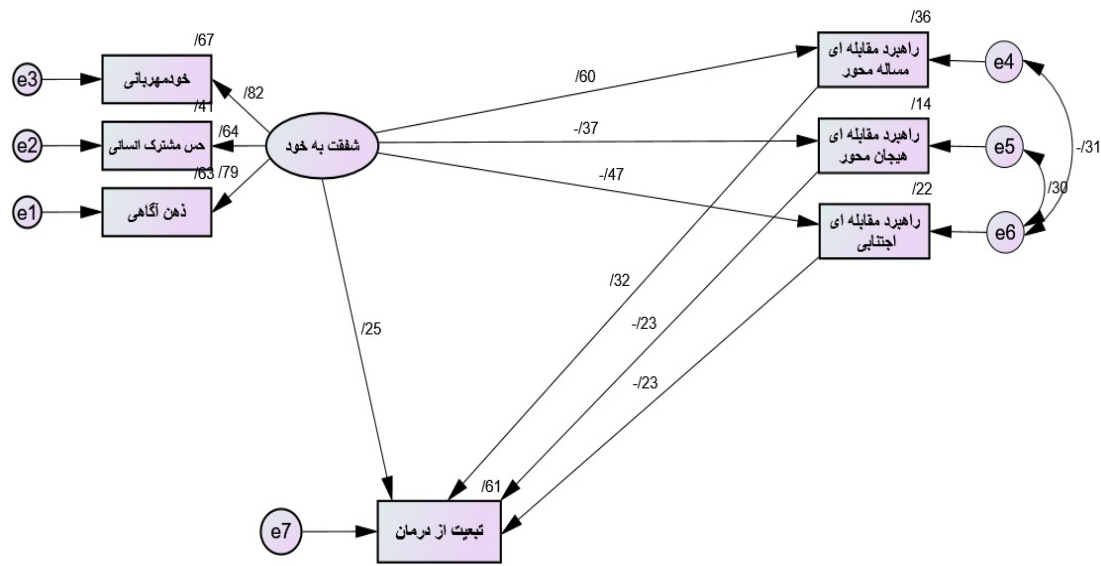 /36
/67
راهبرد مقابله ای
مساله محور
e4
e3
خودمهربانی
/60
/82
/41
/14
-/37
راهبرد مقابله ای
هیجان محور
e5
-/31
e2
حس مشترک انسانی
/64
شفقت به خود
/63
/79
-/47
/22
/30
e1
ذهن آگاهی
راهبرد مقابله ای
اجتنابی
e6
/32
/25
-/23
-/23
/61
e7
تبعیت از درمان